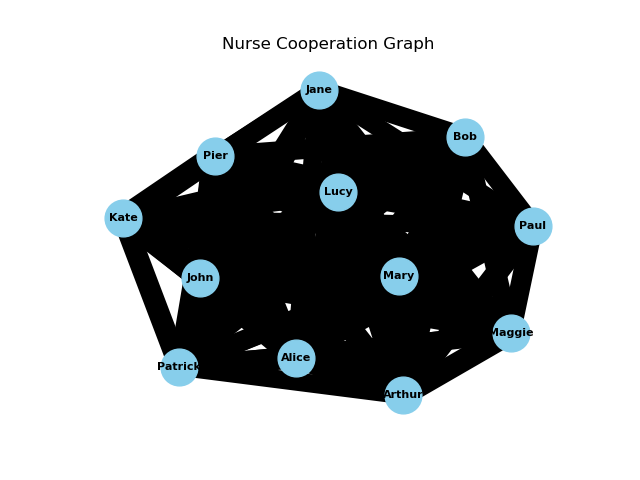 Nurse Cooperation Graph
Jane
Bob
Pier
Lucy
Kate
Paul
John
Mary
Maggie
Alice
Patrick
Arthur